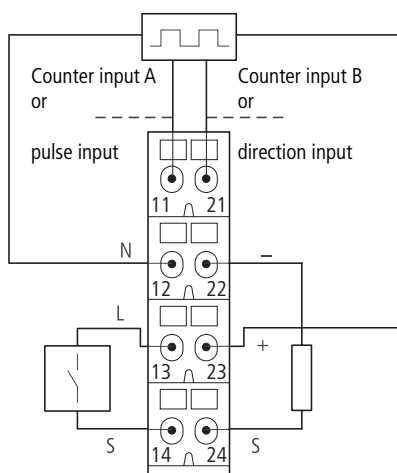 Counter input A
or
Counter input B
or
pulse input
direction input
11 21
N
–
12 22
L
+
13 23
S
S
14 24